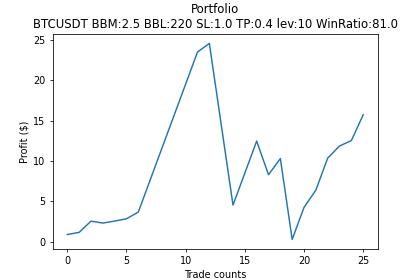 Portfolio
BTCUSDT BBM:2.5 BBL:220 SL:1.0 TP:0.4 lev:10 WinRatio:81.0
25
20
15
10
5
0
Profit ($)
0 5 10 15 20 25
Trade counts